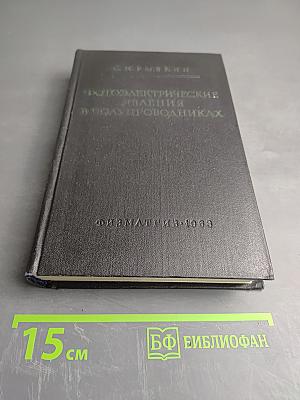 С.М.РЫВКИН
ФОТОЭЛЕКТРИЧЕСКИЕ
ЯВЛЕНИЯ
В ПОЛУПРОВОДНИКАХ
ФИЗМАТГИЗ · 1963
15 см
БФ БИБЛИОФАН